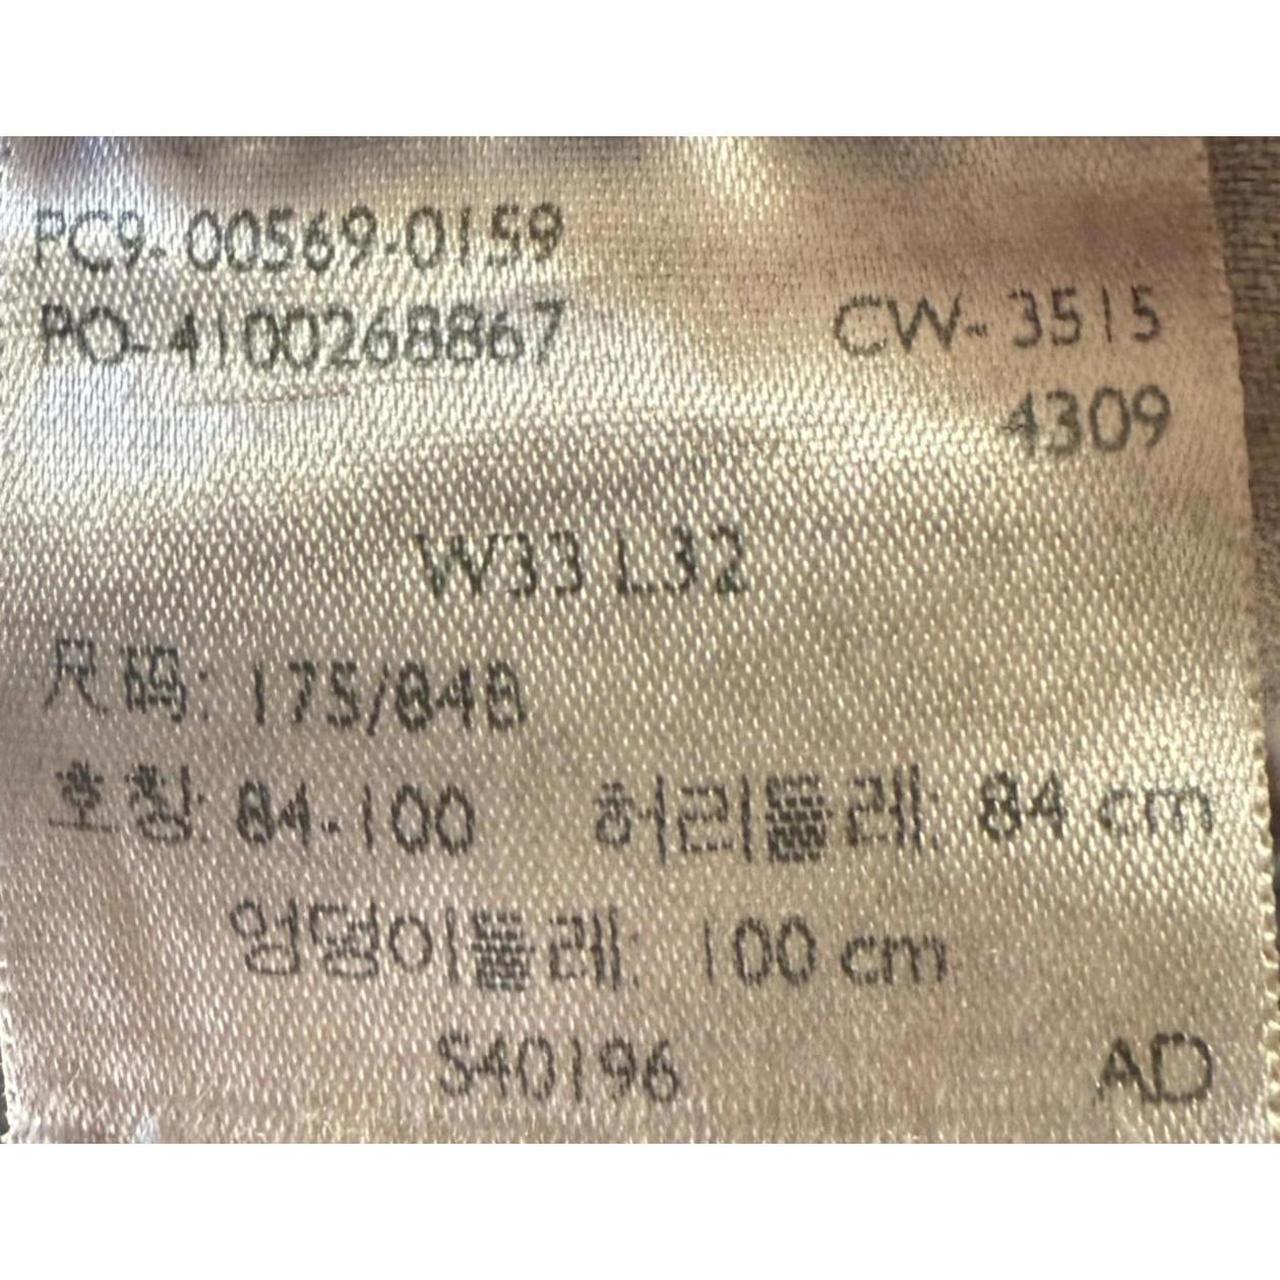 PC9-00569-0159
PO-4100268867 CW-3515
4309
W33 L32
尺码: 175/84B
호칭: 84-100 허리둘레: 84 cm
엉덩이둘레: 100 cm
S40196 AD